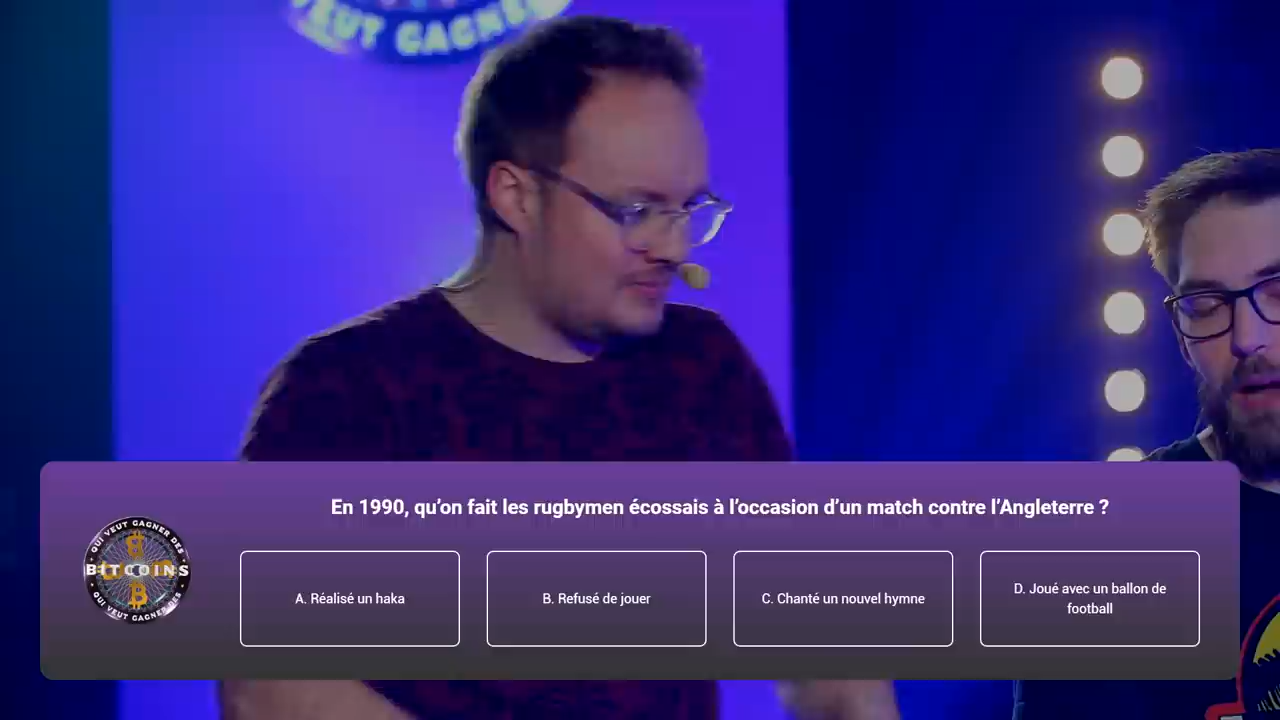 VEUT GAGNER
En 1990, qu’on fait les rugbymen écossais à l’occasion d’un match contre l’Angleterre ?
QUI VEUT GAGNER DES
BITCOINS
QUI VEUT GAGNER DES
A. Réalisé un haka
B. Refusé de jouer
C. Chanté un nouvel hymne
D. Joué avec un ballon de
football